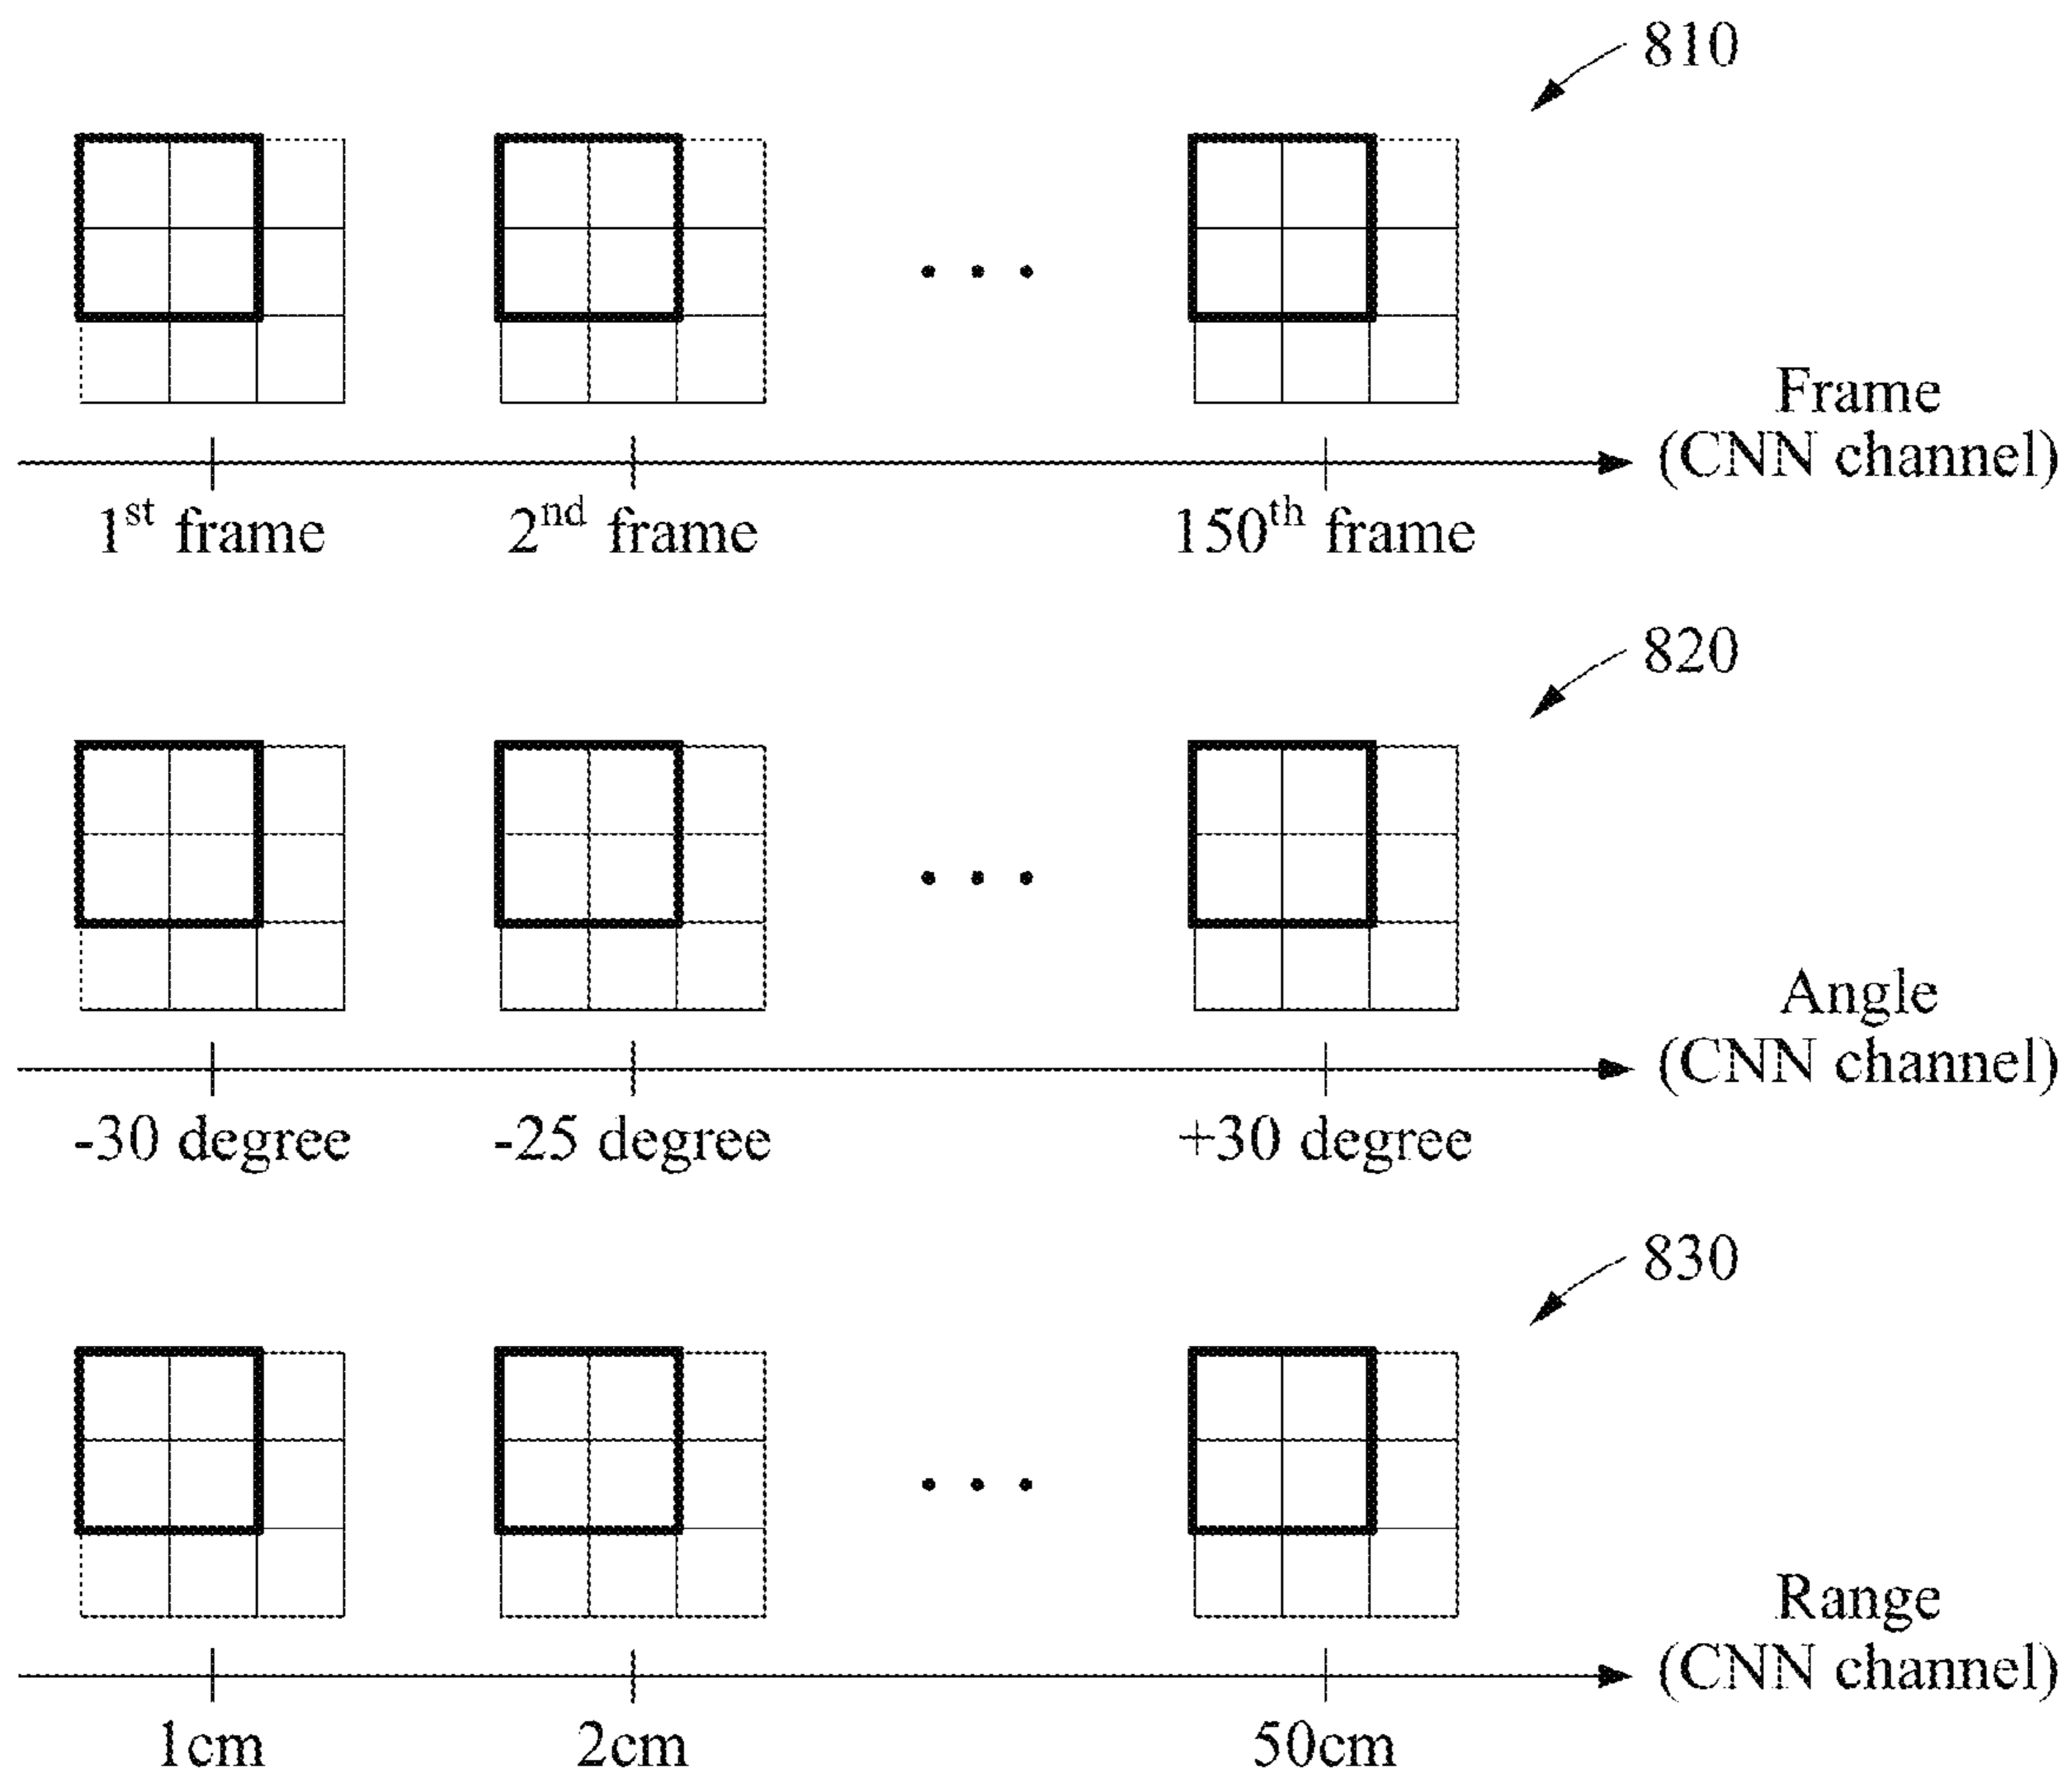 810
Frame
(CNN channel)
1st frame 2nd frame 150th frame
820
Angle
(CNN channel)
-30 degree -25 degree +30 degree
830
Range
(CNN channel)
1cm 2cm 50cm